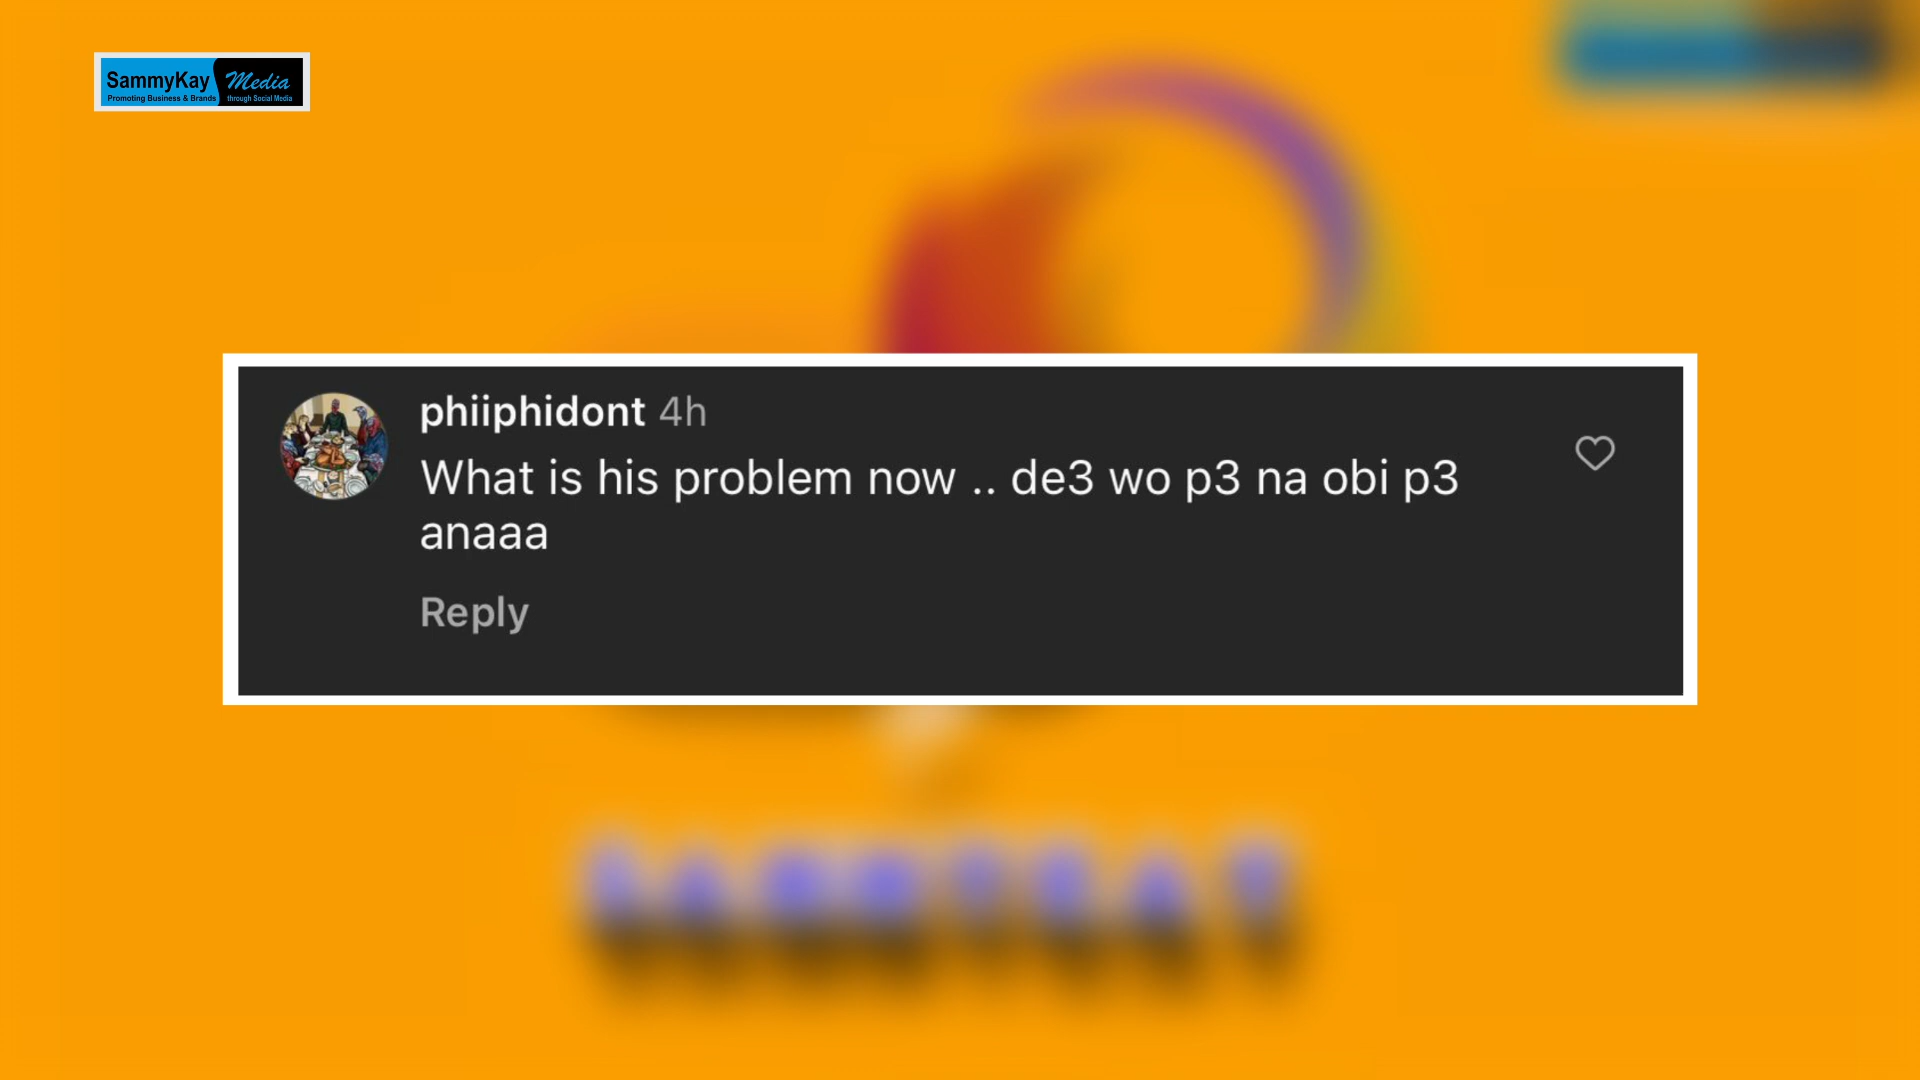 SammyKay Media
Promoting Business & Brands through Social Media
phiiphidont 4h
What is his problem now .. de3 wo p3 na obi p3
anaaa
Reply